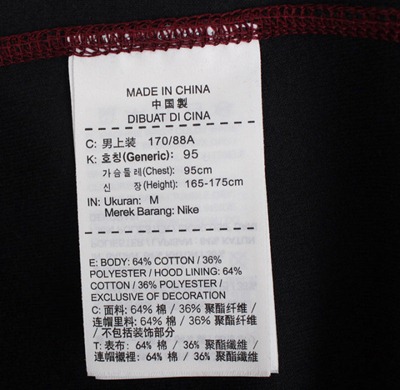 MADE IN CHINA
中国製
DIBUAT DI CINA
C: 男上装 170/88A
K: 호칭(Generic): 95
가슴둘레(Chest): 95cm
신 장(Height): 165-175cm
IN: Ukuran: M
Merek Barang: Nike
E: BODY: 64% COTTON / 36%
POLYESTER / HOOD LINING: 64%
COTTON / 36% POLYESTER /
EXCLUSIVE OF DECORATION
C: 面料: 64% 棉 / 36% 聚酯纤维 /
连帽里料: 64% 棉 / 36% 聚酯纤维
/ 不包括装饰部分
T: 表布: 64% 棉 / 36% 聚酯纖維 /
連帽襯裡: 64% 棉 / 36% 聚酯纖維